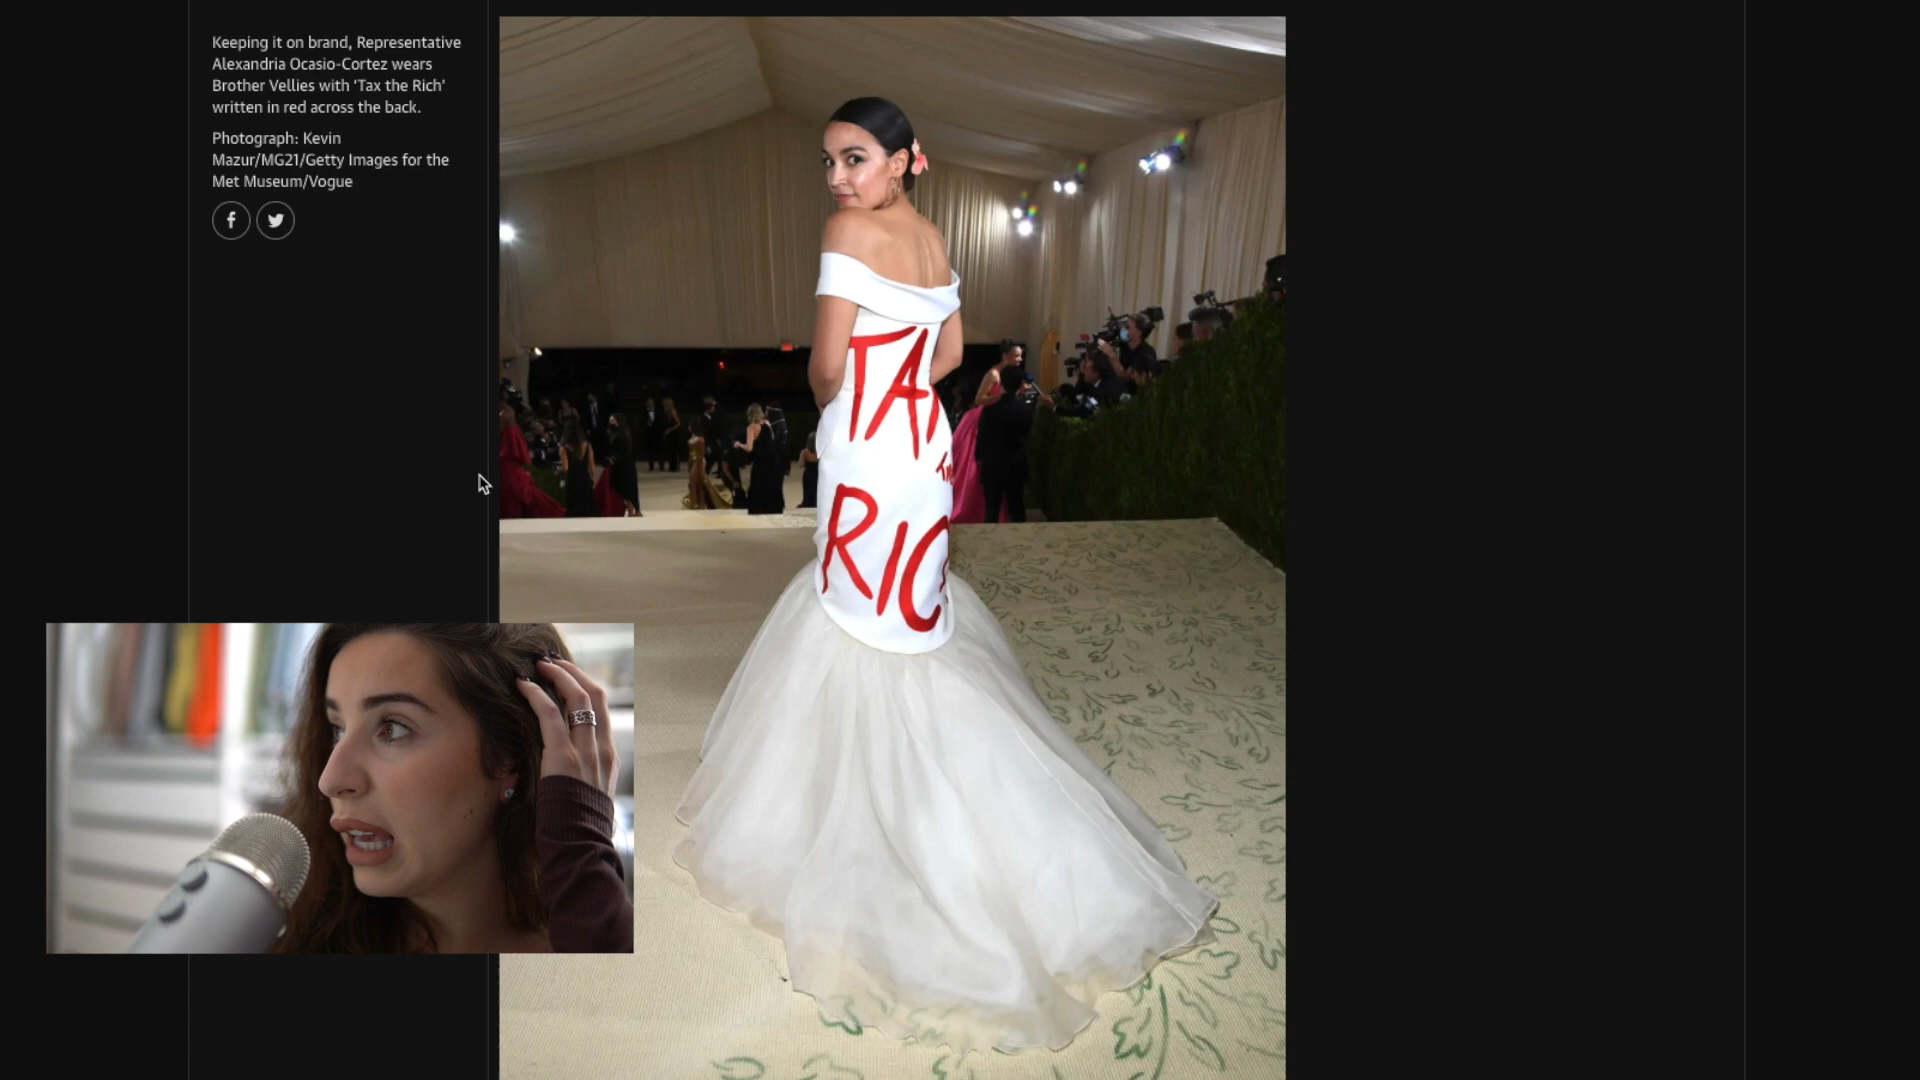 Keeping it on brand, Representative
Alexandria Ocasio-Cortez wears
Brother Vellies with ‘Tax the Rich’
written in red across the back.
Photograph: Kevin
Mazur/MG21/Getty Images for the
Met Museum/Vogue
TA
RIC